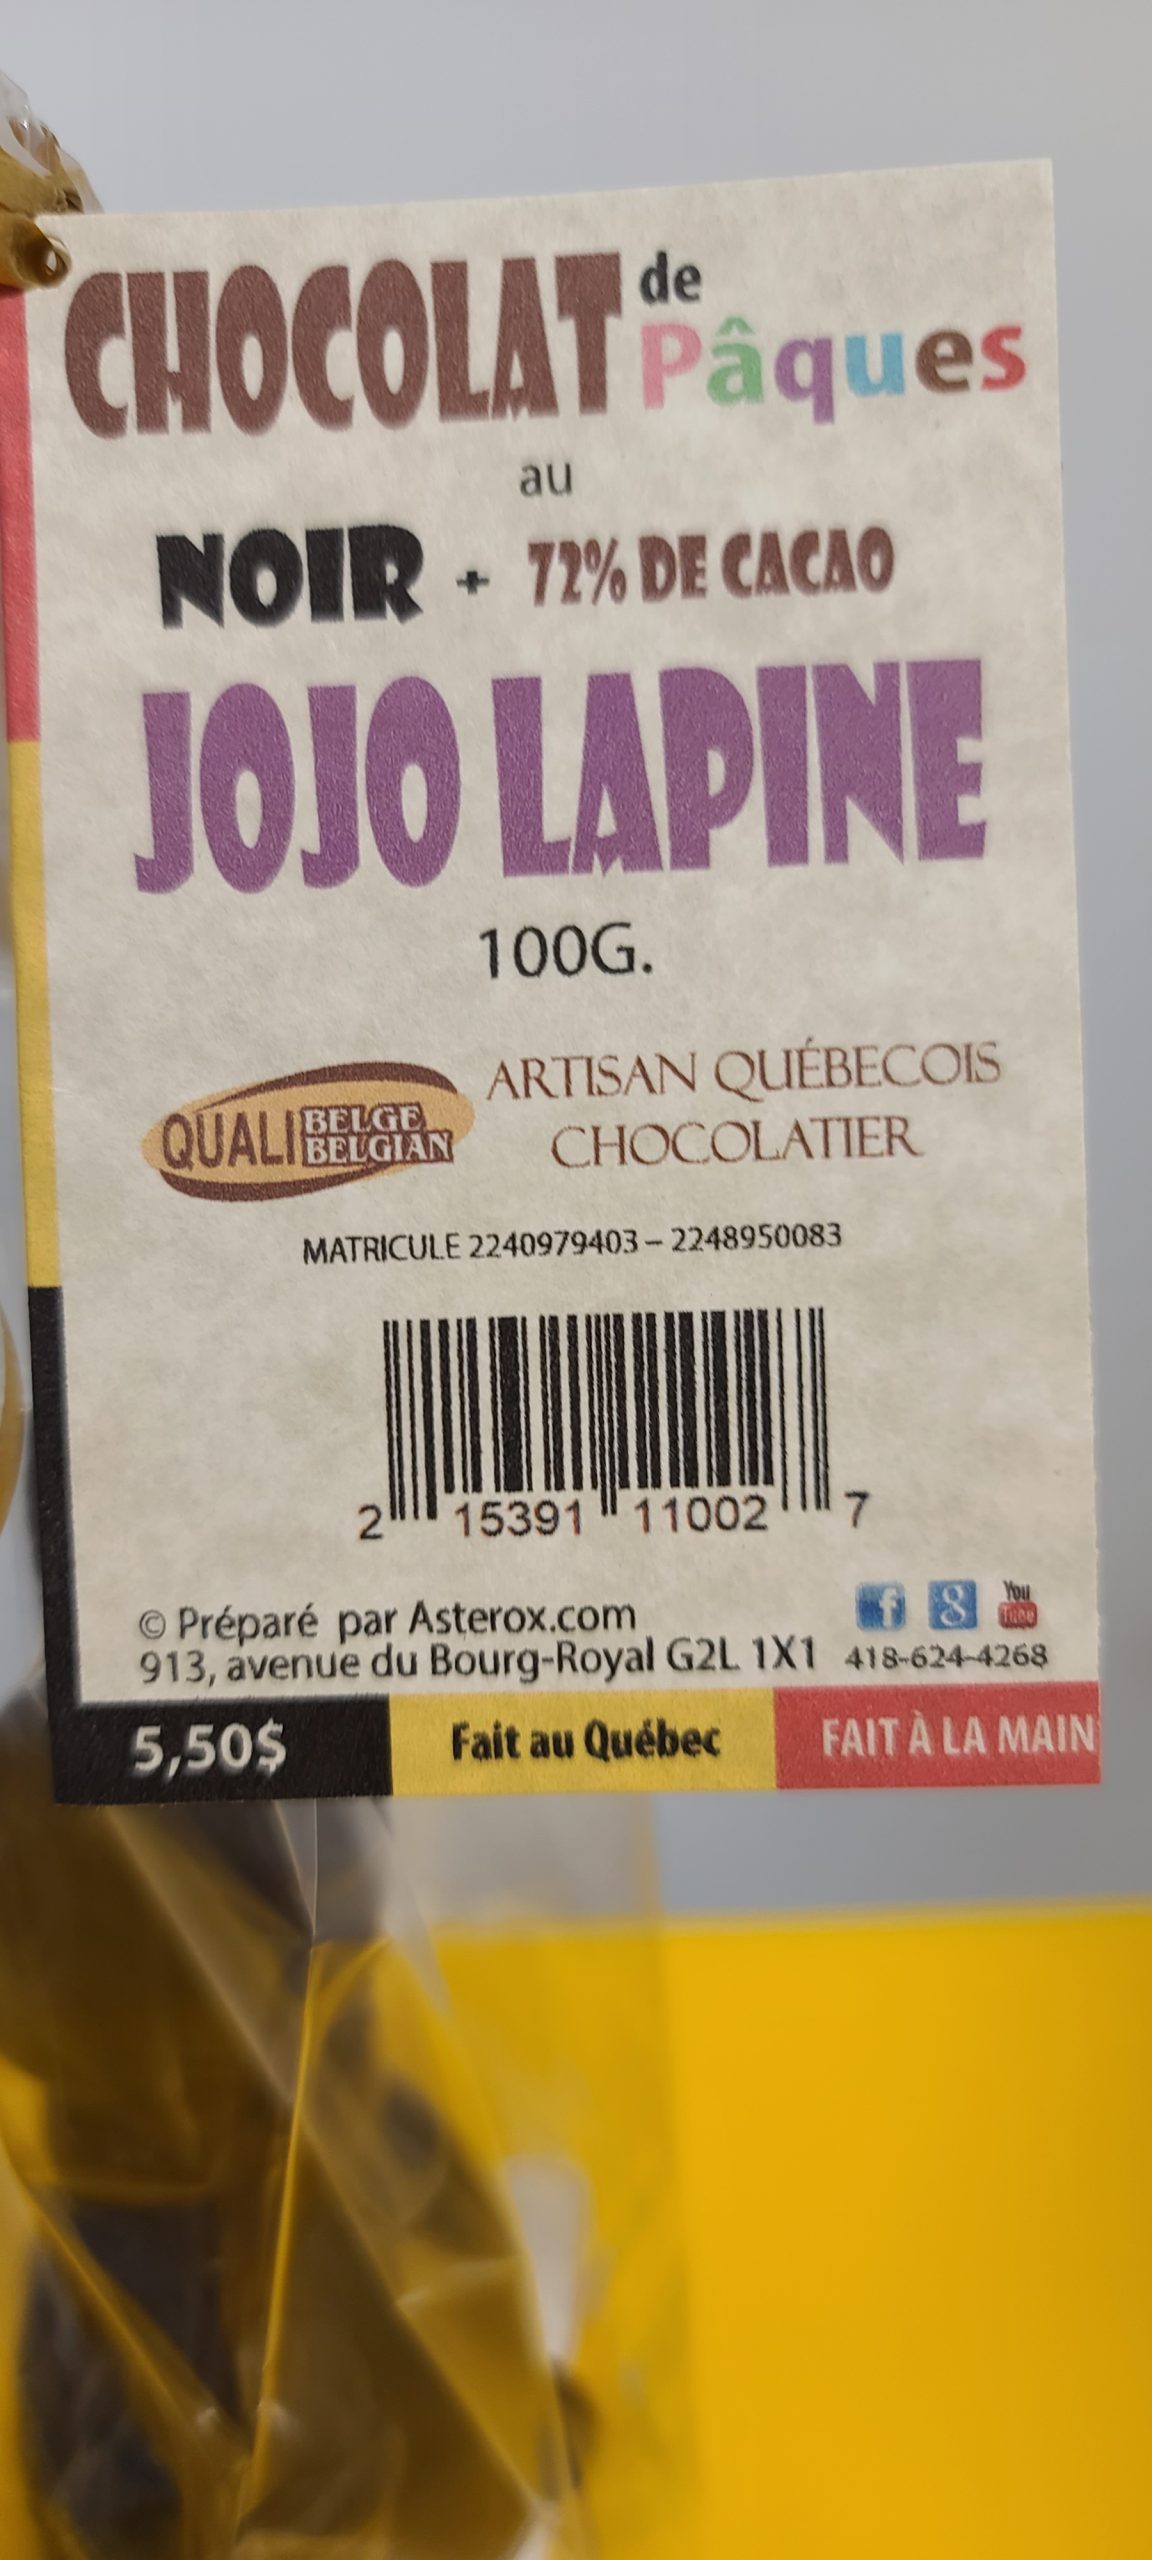 CHOCOLAT de Pâques
au
NOIR + 72% DE CACAO
JOJO LAPINE
100G.
QUALI BELGE BELGIAN
ARTISAN QUÉBECOIS
CHOCOLATIER
MATRICULE 2240979403 – 2248950083
2 15391 11002 7
© Préparé par Asterox.com
f g You Tube
913, avenue du Bourg-Royal G2L 1X1 418-624-4268
5,50$ Fait au Québec FAIT À LA MAIN